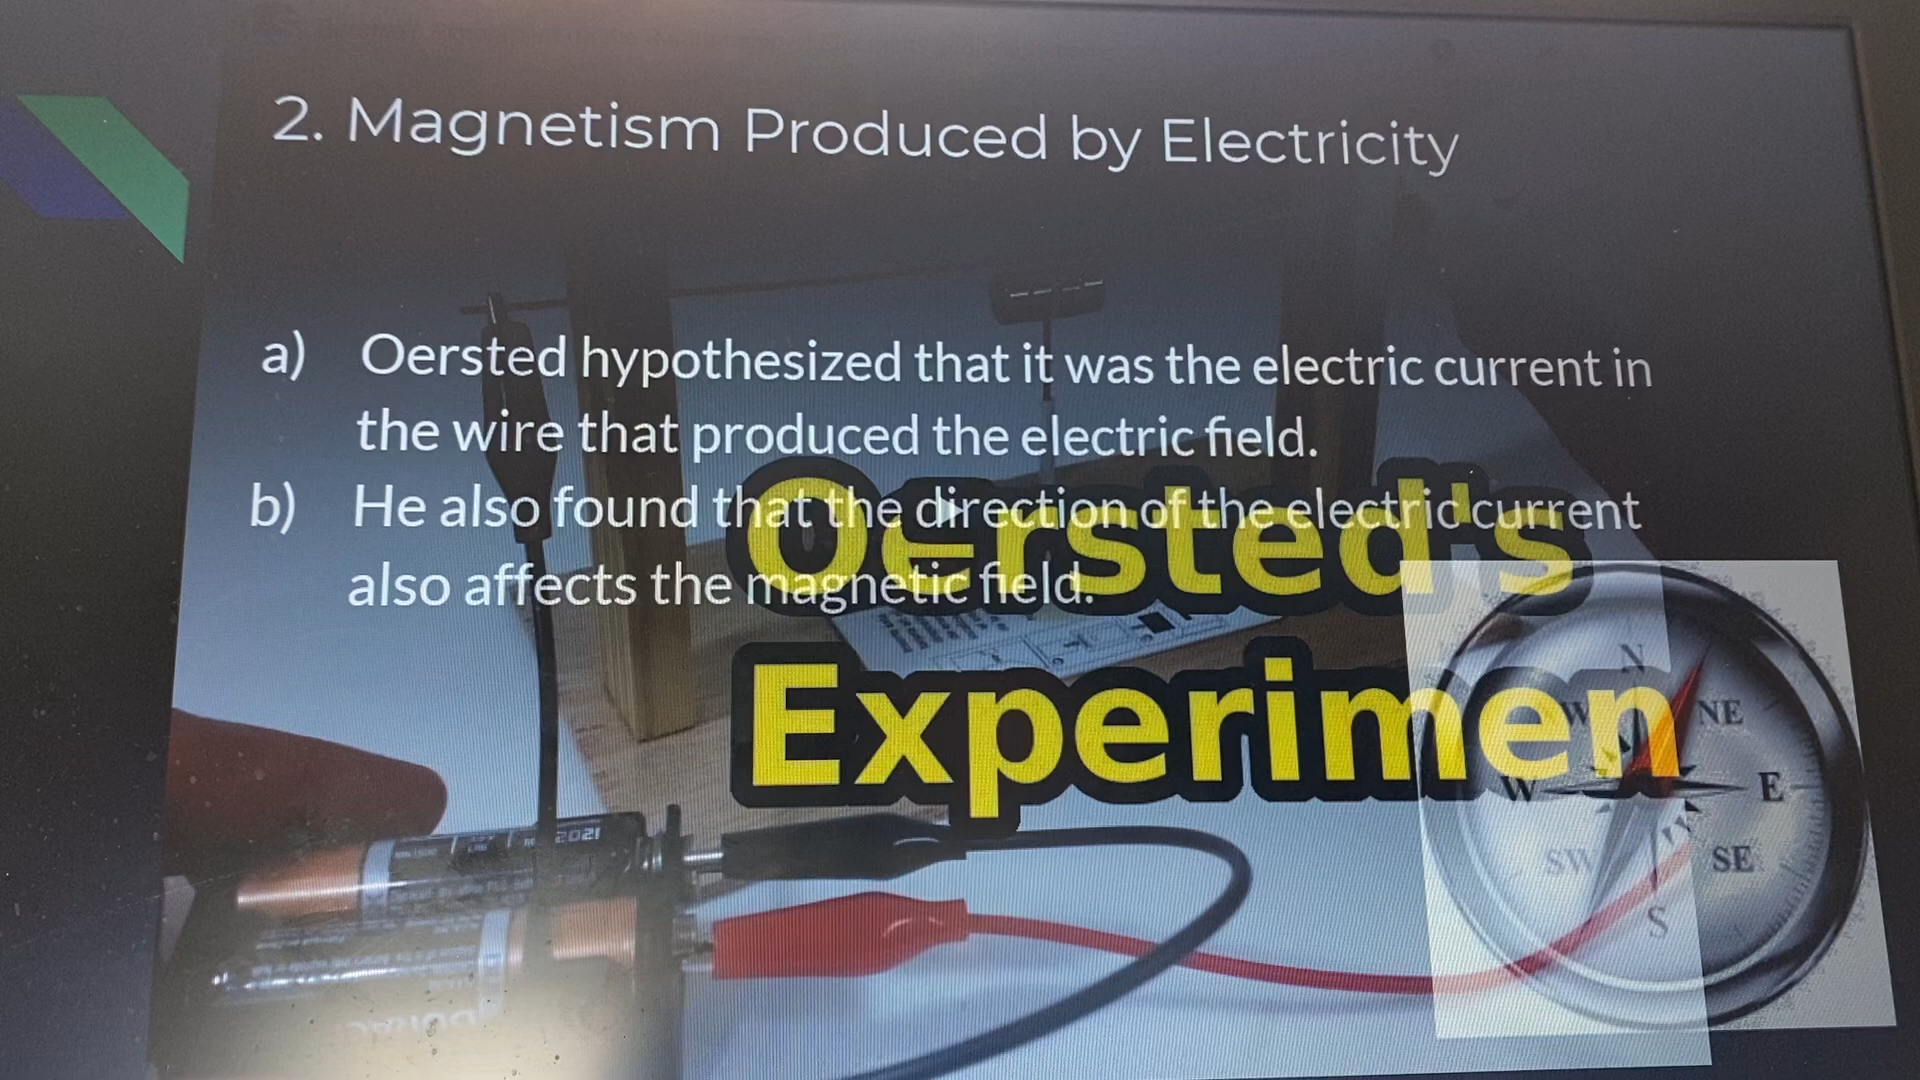 2. Magnetism Produced by Electricity
a) Oersted hypothesized that it was the electric current in
the wire that produced the electric field.
b) He also found that the direction of the electric current
also affects the magnetic field.
Oersted's
Experimen
N
W NE
W E
SW SE
S
2021